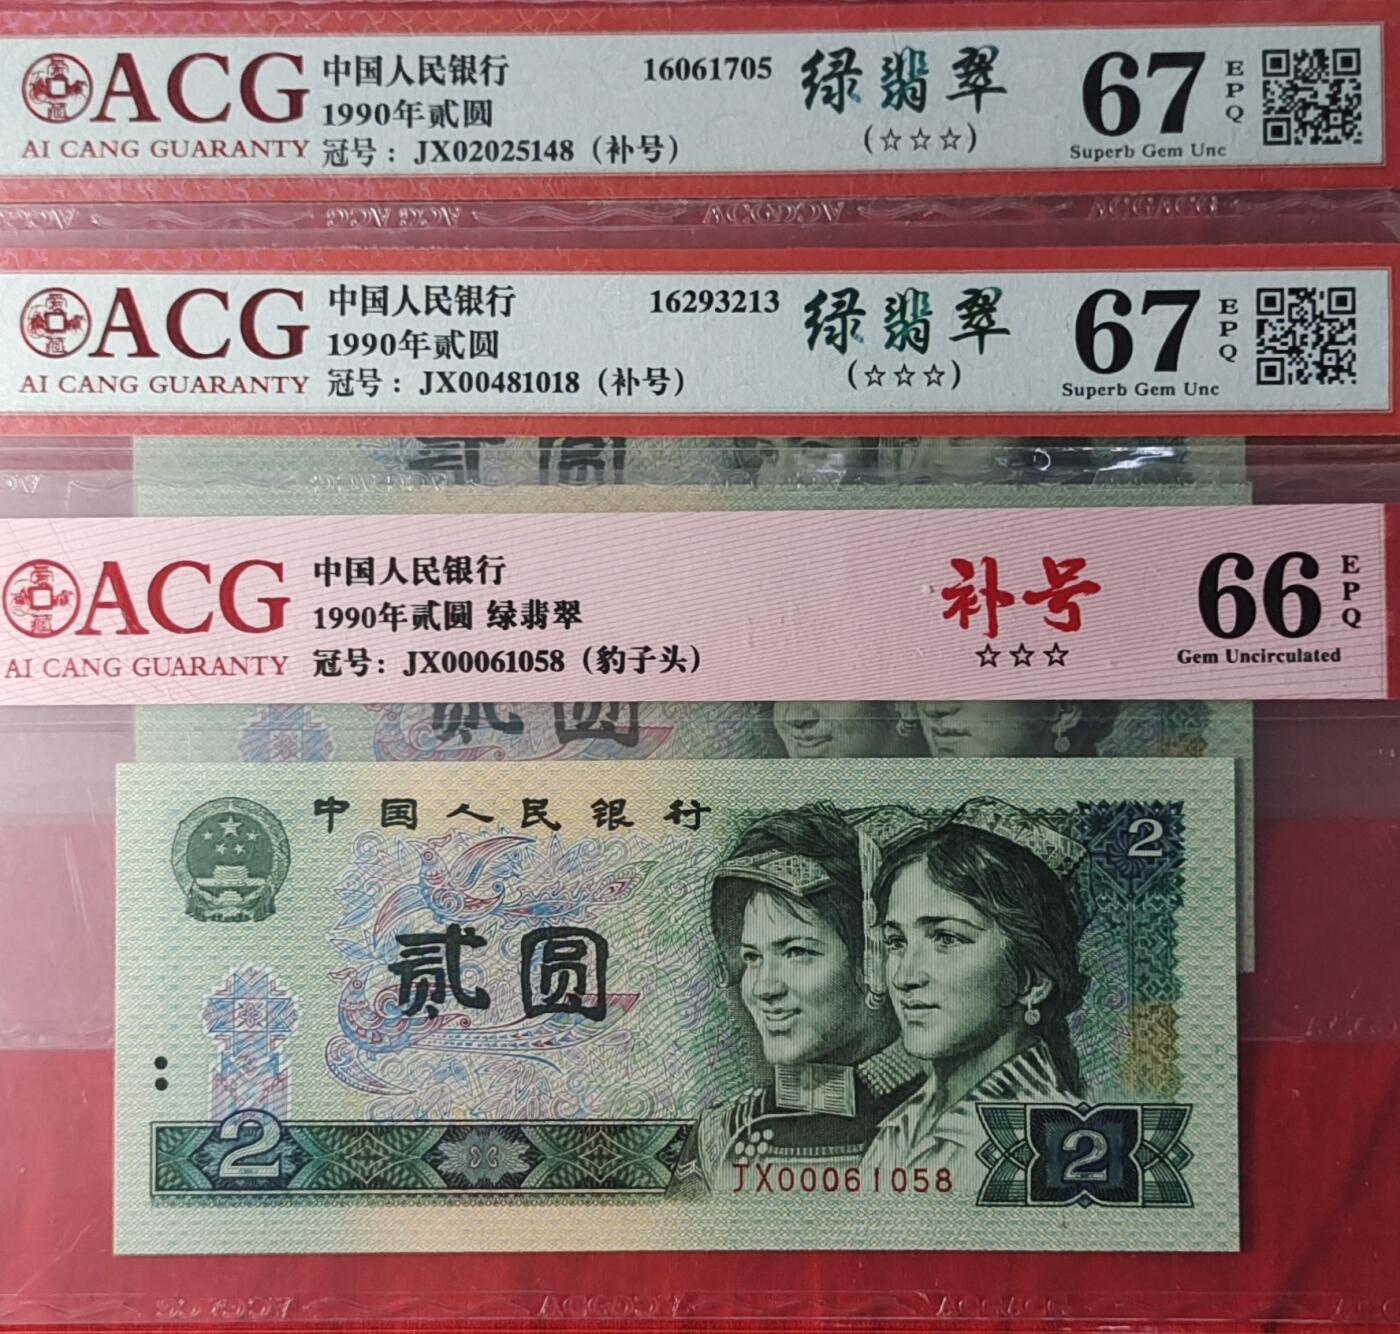 ACG
AI CANG GUARANTY
中国人民银行
1990年贰圆
冠号：JX02025148（补号）
16061705
绿翡翠
(☆☆☆)
67
EPQ
Superb Gem Unc
ACG
AI CANG GUARANTY
中国人民银行
1990年贰圆
冠号：JX00481018（补号）
16293213
绿翡翠
(☆☆☆)
67
EPQ
Superb Gem Unc
贰圆
ACG
AI CANG GUARANTY
中国人民银行
1990年贰圆 绿翡翠
冠号：JX00061058（豹子头）
补号
☆☆☆
66
EPQ
Gem Uncirculated
贰圆
中国人民银行
2
贰圆
2
JX00061058
2